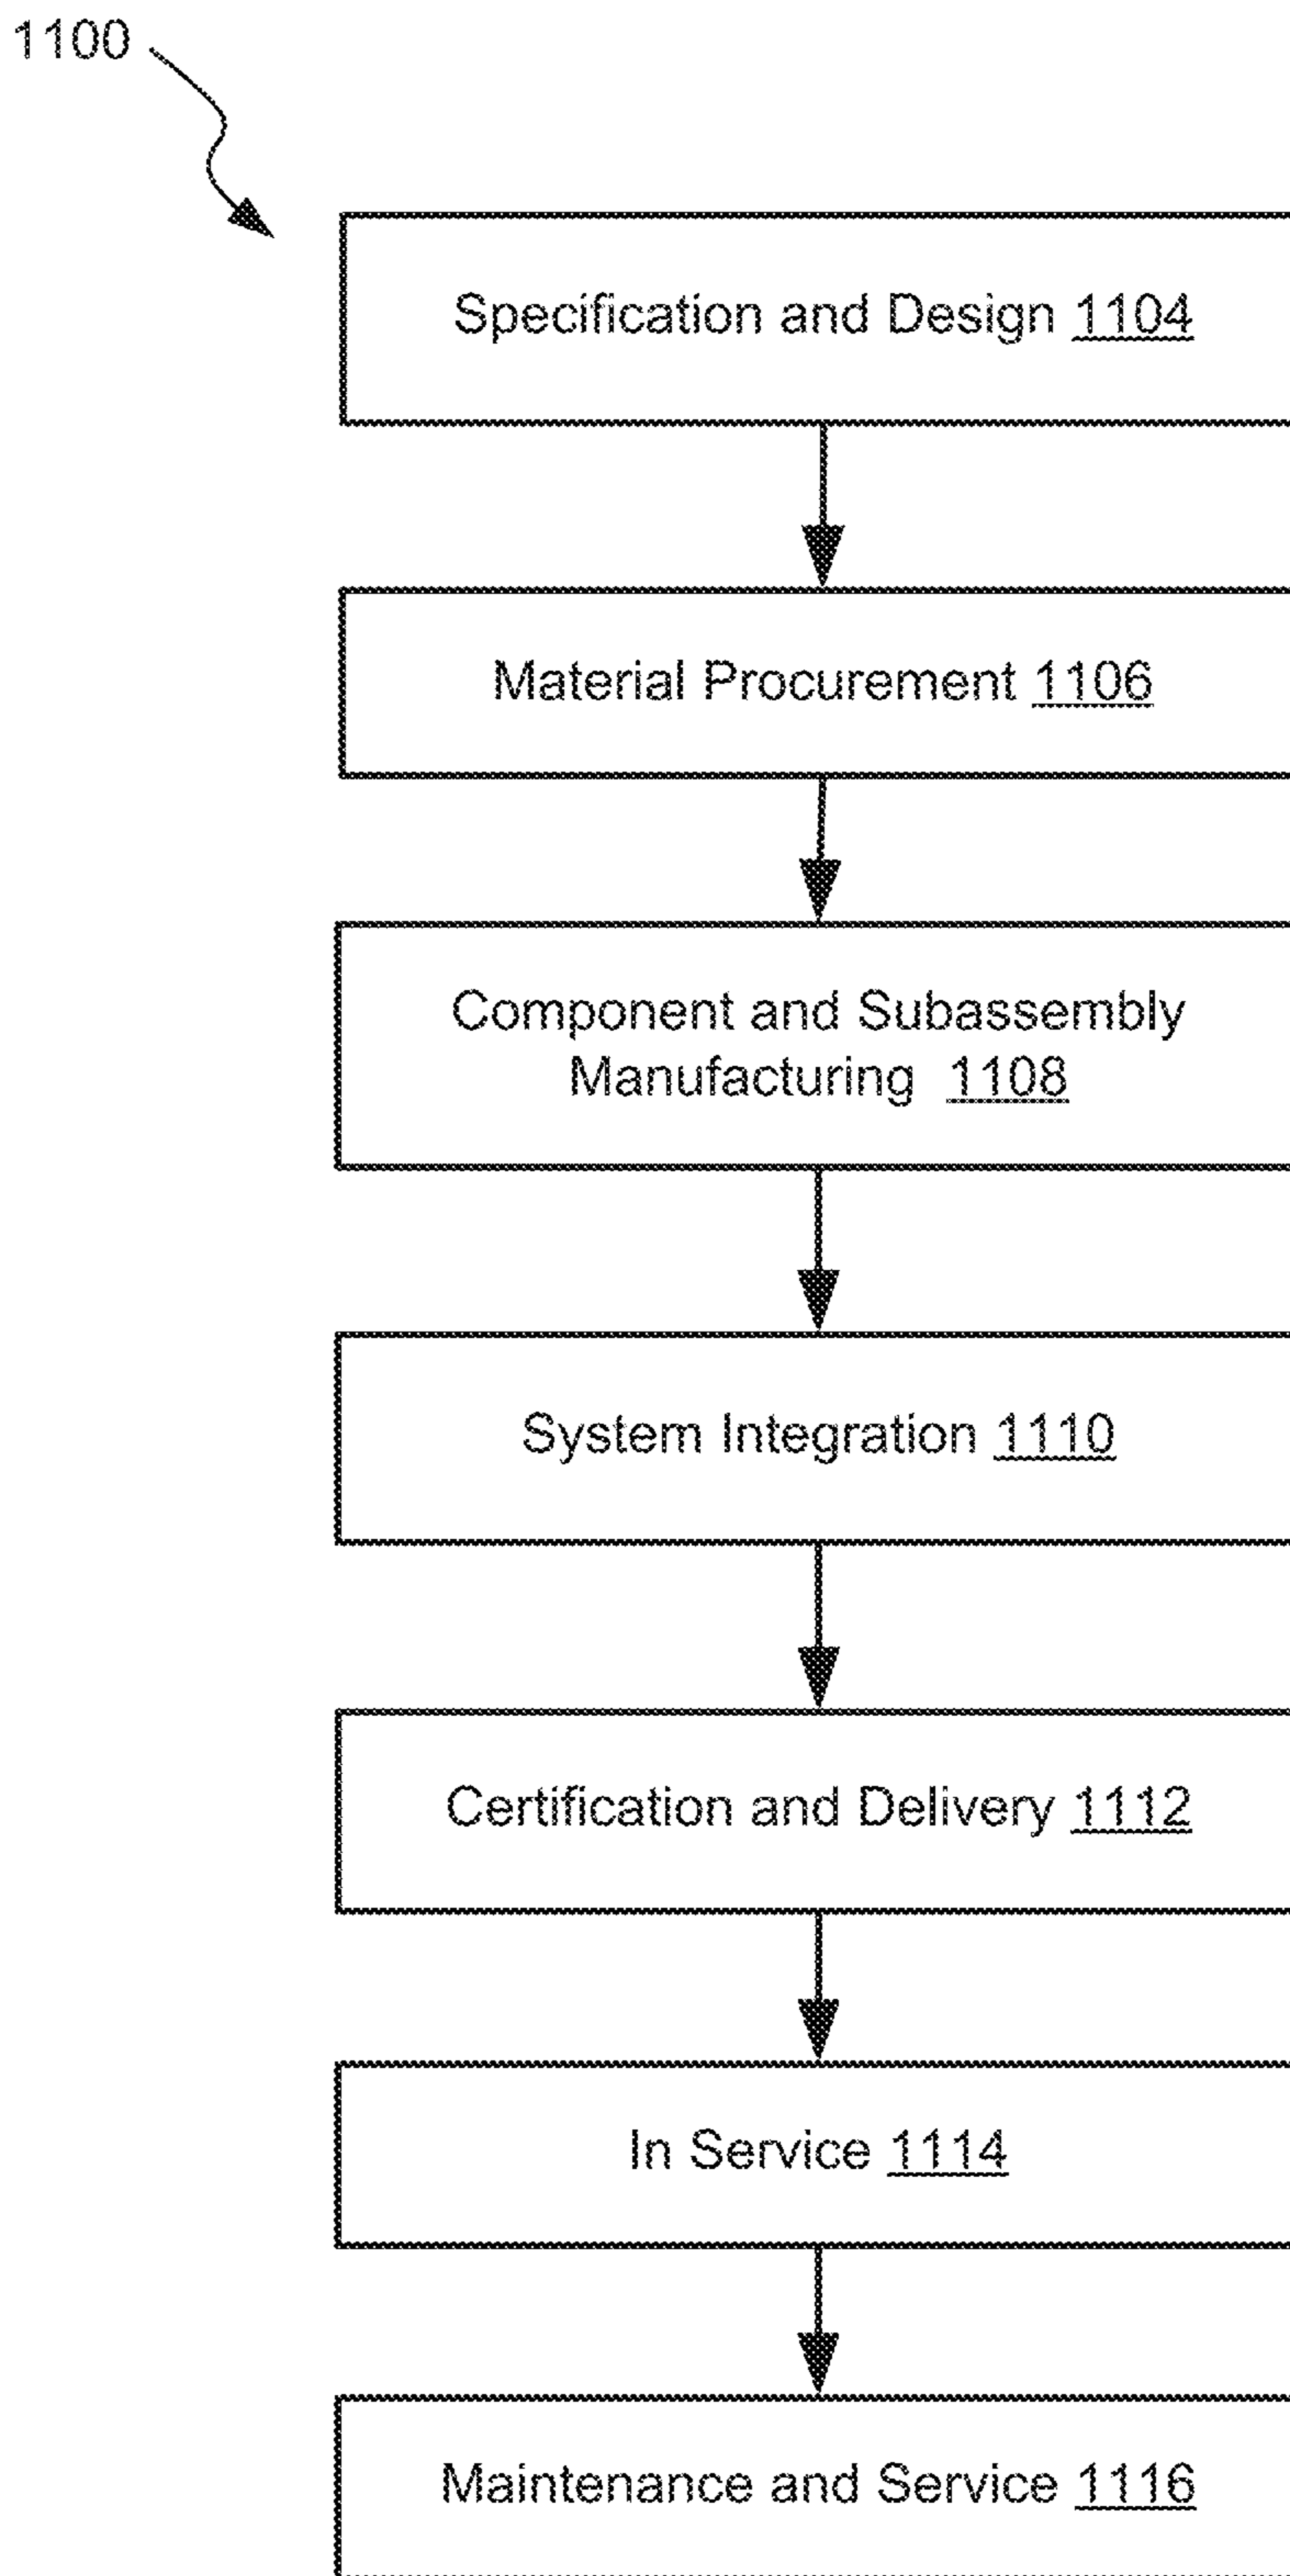 1100
Specification and Design 1104
Material Procurement 1106
Component and Subassembly
Manufacturing 1108
System Integration 1110
Certification and Delivery 1112
In Service 1114
Maintenance and Service 1116